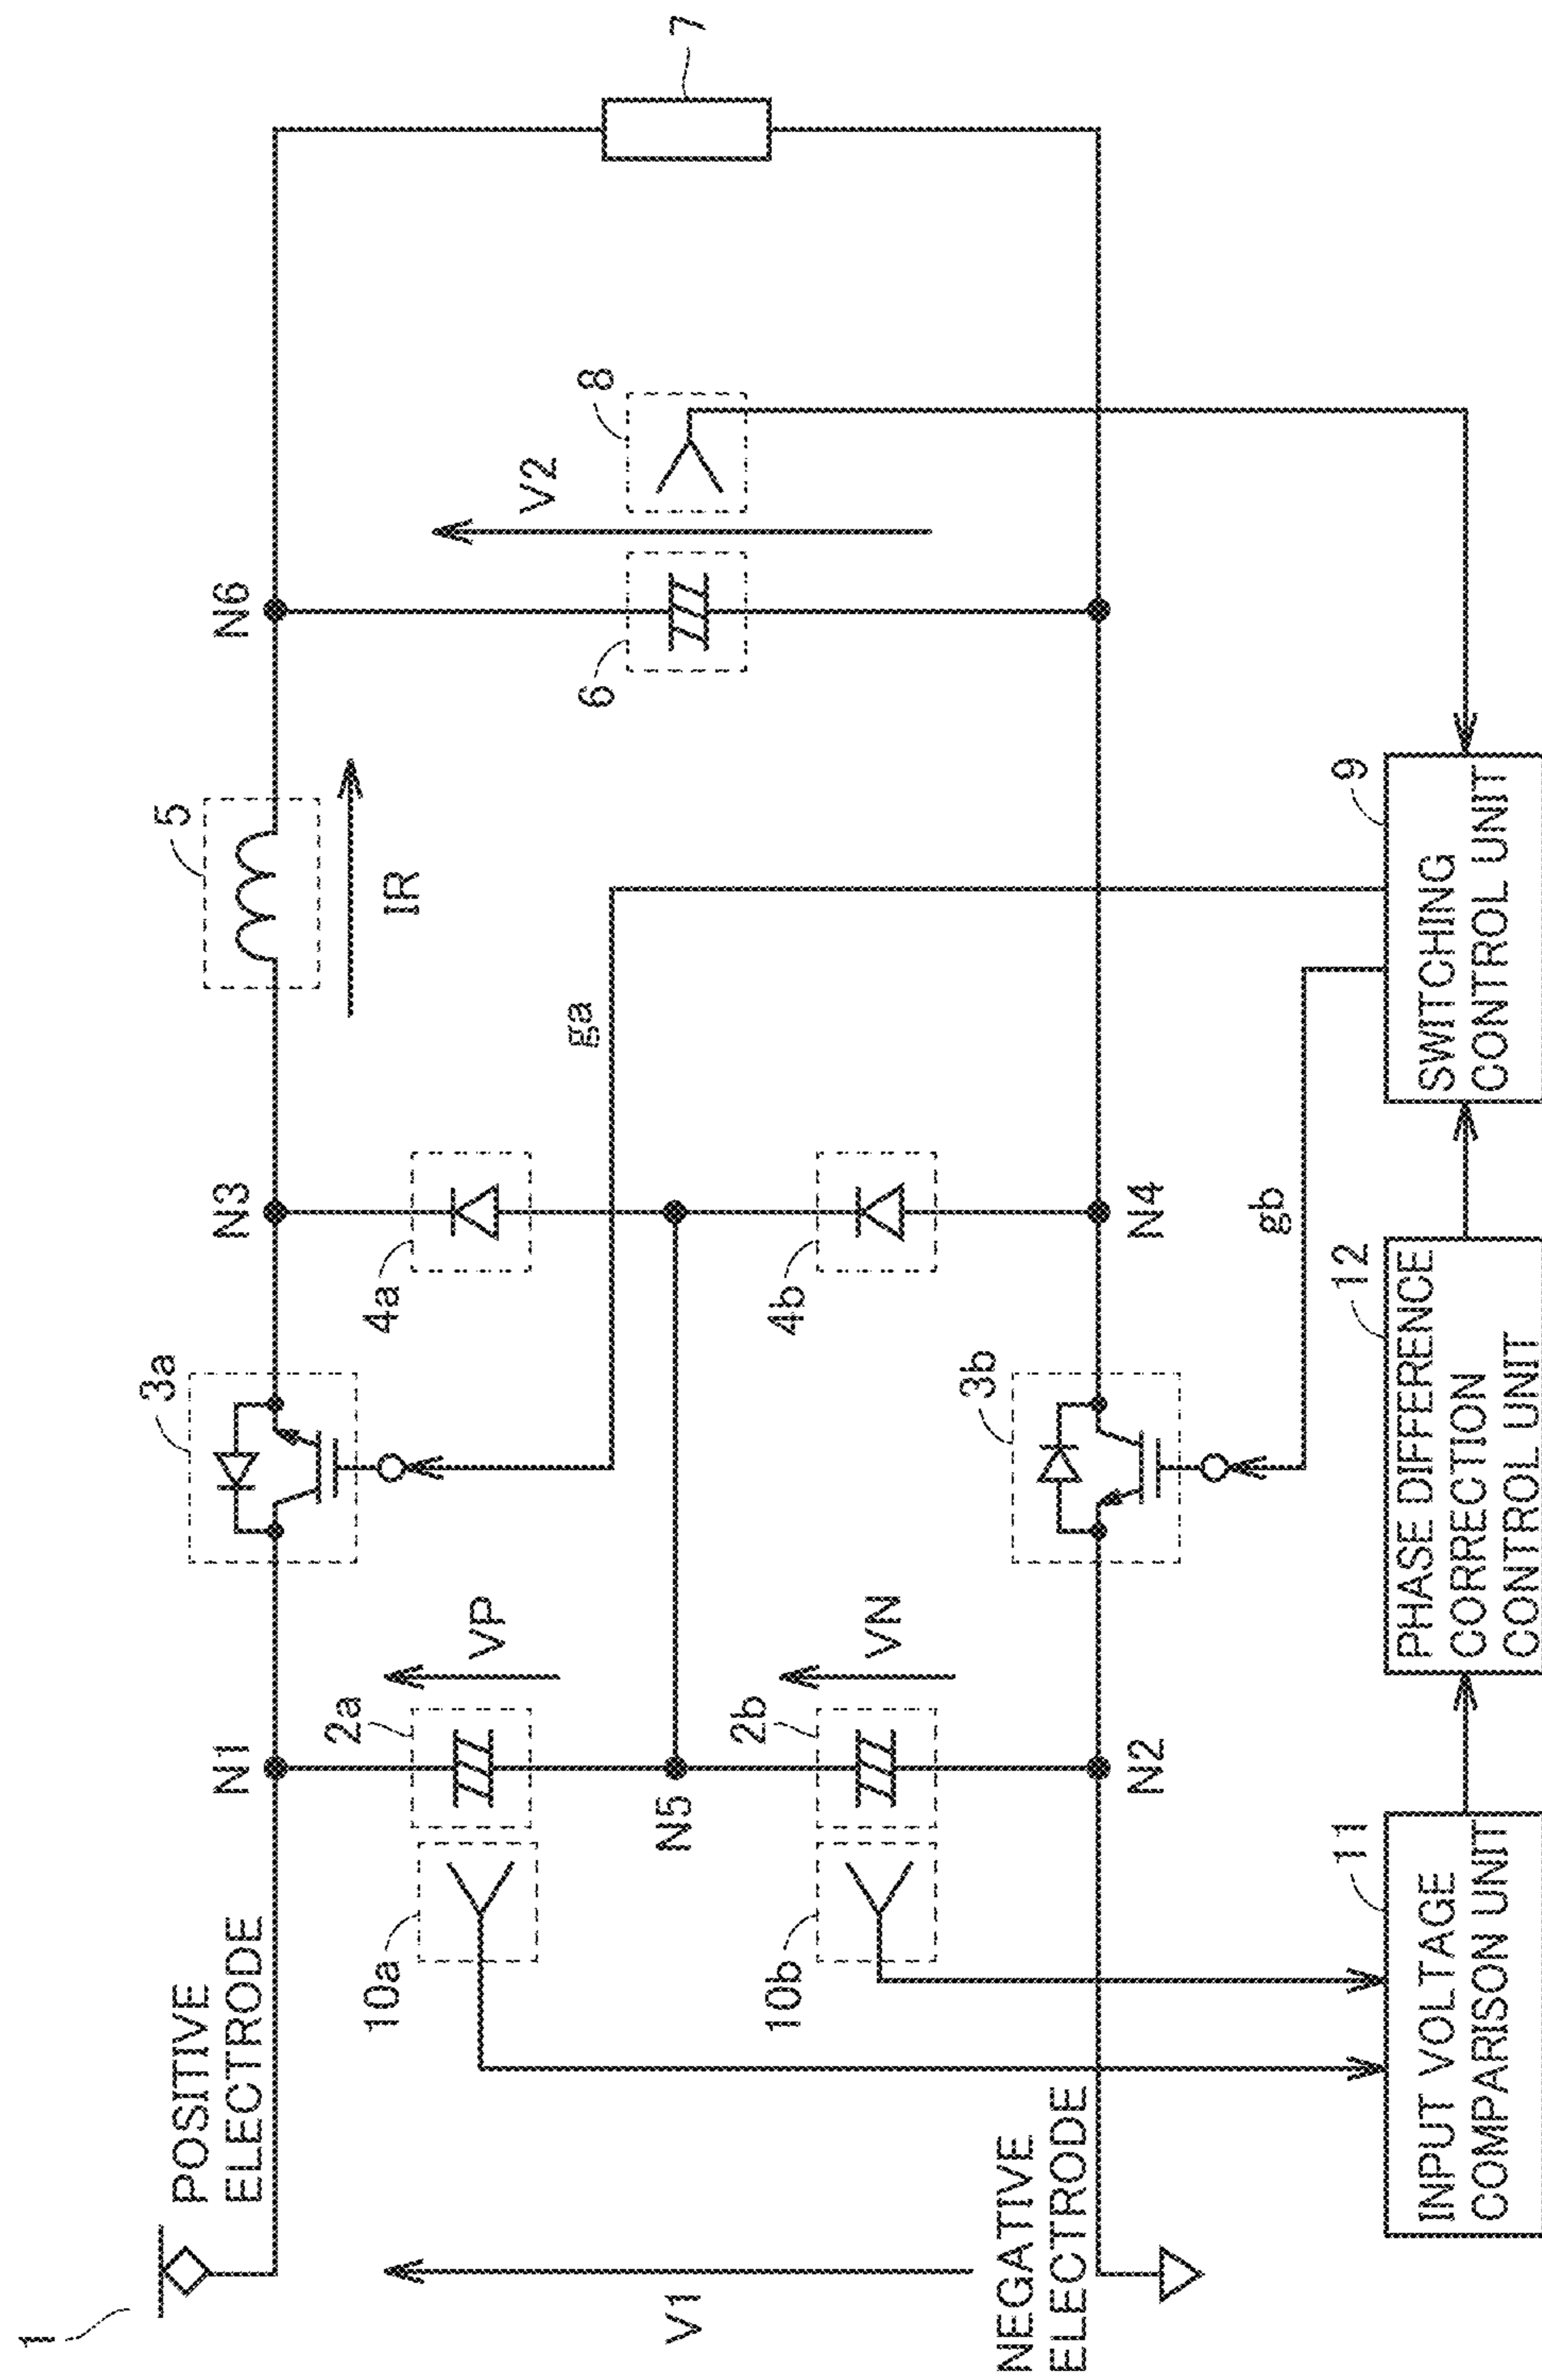 1
POSITIVE
ELECTRODE
V1
NEGATIVE
ELECTRODE
N1
10a
2a
VP
N5
10b
2b
VN
N2
3a
3b
N3
4a
4b
N4
ga
gb
5
IR
N6
6
V2
8
7
11
INPUT VOLTAGE
COMPARISON UNIT
12
PHASE DIFFERENCE
CORRECTION
CONTROL UNIT
9
SWITCHING
CONTROL UNIT